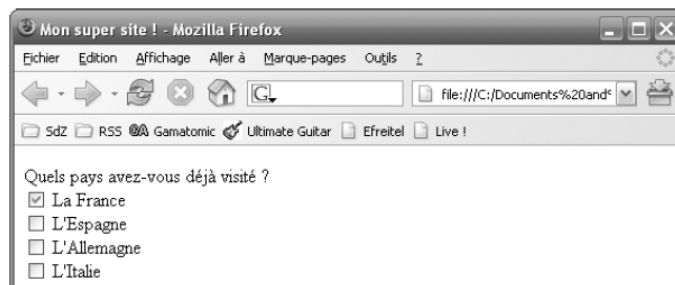 Mon super site ! - Mozilla Firefox
Fichier Edition Affichage Aller à Marque-pages Outils ?
G file:///C:/Documents%20and%
SdZ RSS GA Gamatomic Ultimate Guitar Efreitel Live !
Quels pays avez-vous déjà visité ?
La France
L'Espagne
L'Allemagne
L'Italie